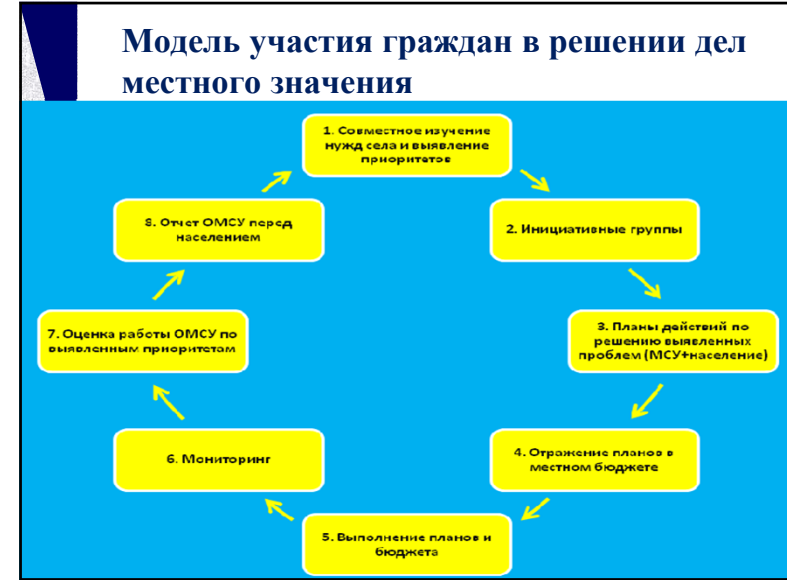 Модель участия граждан в решении дел
местного значения
1. Совместное изучение
нужд села и выявление
приоритетов
2. Инициативные группы
3. Планы действий по
решению выявленных
проблем (МСУ+население)
4. Отражение планов в
местном бюджете
5. Выполнение планов и
бюджета
6. Мониторинг
7. Оценка работы ОМСУ по
выявленным приоритетам
8. Отчет ОМСУ перед
населением